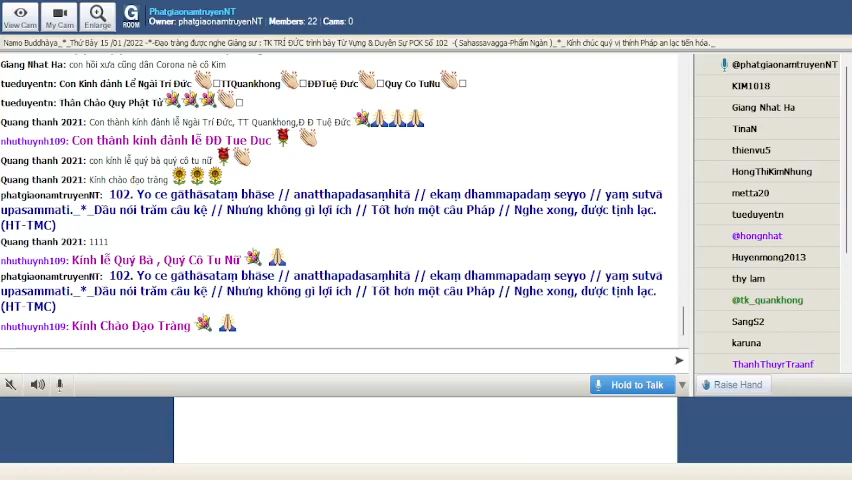 View Cam
My Cam
Enlarge
G ROOM
PhatgiaonamtruyenNT
Owner: phatgiaonamtruyenNT | Members: 22 | Cams: 0
Namo Buddhàya_*_Thứ Bảy 15 /01 /2022 -*-Đạo tràng được nghe Giảng sư : TK TRÍ ĐỨC trình bày Từ Vựng & Duyên Sự PCK Số 102 -( Sahassavagga-Phẩm Ngàn )_*_Kính chúc quý vị thính Pháp an lạc tiến hóa._
Giang Nhat Ha: con hồi xưa cũng dãn Corona nè cô Kim
tueduyentn: Con Kính đảnh Lể Ngài Trí Đức □TTQuankhong □ĐĐTuệ Đức □Quy Co TuNu □
tueduyentn: Thân Chào Quy Phật Tử □
Quang thanh 2021: Con thành kính đảnh lễ Ngài Trí Đức, TT Quankhong,Đ Đ Tuệ Đức
nhuthuynh109: Con thành kính đảnh lễ ĐĐ Tue Duc
Quang thanh 2021: con kính lễ quý bà quý cô tu nữ
Quang thanh 2021: Kính chào đạo tràng
phatgiaonamtruyenNT: 102. Yo ce gāthāsataṃ bhāse // anatthapadasaṃhitā // ekaṃ dhammapadaṃ seyyo // yaṃ sutvā
upasammati._*_Dầu nói trăm câu kệ // Nhưng không gì lợi ích // Tốt hơn một câu Pháp // Nghe xong, được tịnh lạc.
(HT-TMC)
Quang thanh 2021: 1111
nhuthuynh109: Kính lễ Quý Bà , Quý Cô Tu Nữ
phatgiaonamtruyenNT: 102. Yo ce gāthāsataṃ bhāse // anatthapadasaṃhitā // ekaṃ dhammapadaṃ seyyo // yaṃ sutvā
upasammati._*_Dầu nói trăm câu kệ // Nhưng không gì lợi ích // Tốt hơn một câu Pháp // Nghe xong, được tịnh lạc.
(HT-TMC)
nhuthuynh109: Kính Chào Đạo Tràng
@phatgiaonamtruyenNT
KIM1018
Giang Nhat Ha
TinaN
thienvu5
HongThiKimNhung
metta20
tueduyentn
@hongnhat
Huyenmong2013
thy lam
@tk_quankhong
SangS2
karuna
ThanhThuyrTraanf
Hold to Talk
Raise Hand